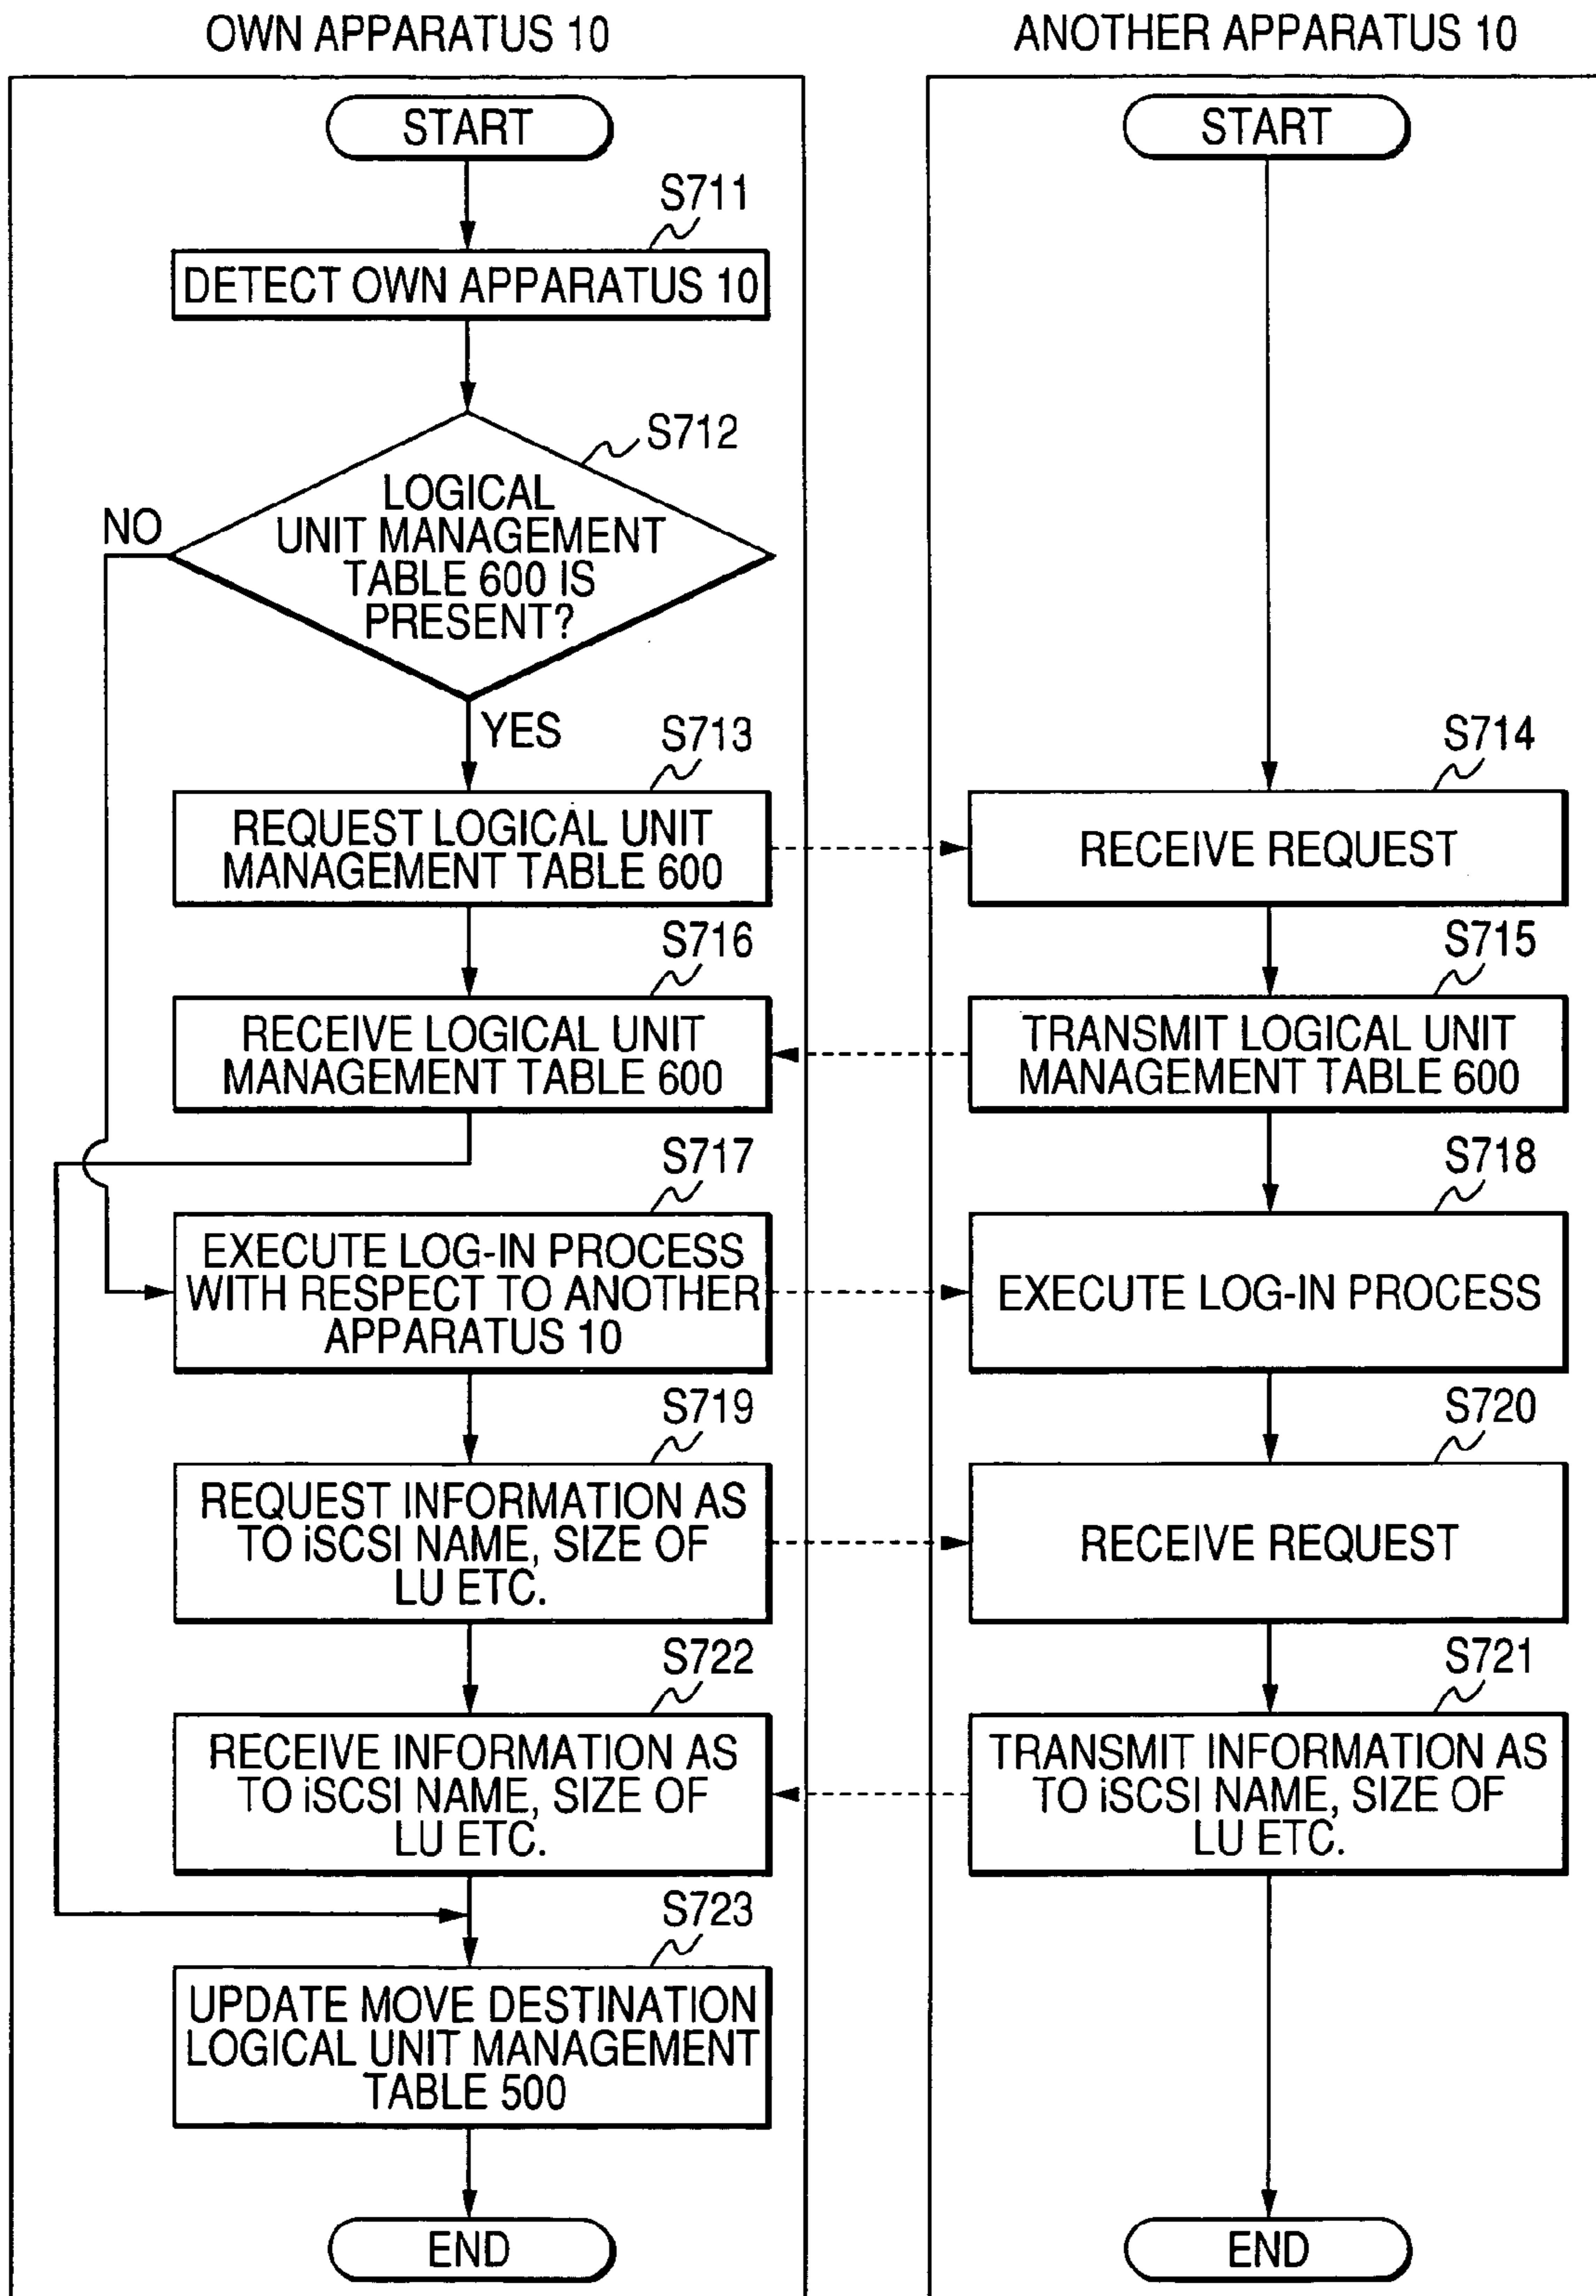 OWN APPARATUS 10
START
S711
DETECT OWN APPARATUS 10
S712
LOGICAL
UNIT MANAGEMENT
TABLE 600 IS
PRESENT?
NO
YES
S713
REQUEST LOGICAL UNIT
MANAGEMENT TABLE 600
S716
RECEIVE LOGICAL UNIT
MANAGEMENT TABLE 600
S717
EXECUTE LOG-IN PROCESS
WITH RESPECT TO ANOTHER
APPARATUS 10
S719
REQUEST INFORMATION AS
TO iSCSI NAME, SIZE OF
LU ETC.
S722
RECEIVE INFORMATION AS
TO iSCSI NAME, SIZE OF
LU ETC.
S723
UPDATE MOVE DESTINATION
LOGICAL UNIT MANAGEMENT
TABLE 500
END
ANOTHER APPARATUS 10
START
S714
RECEIVE REQUEST
S715
TRANSMIT LOGICAL UNIT
MANAGEMENT TABLE 600
S718
EXECUTE LOG-IN PROCESS
S720
RECEIVE REQUEST
S721
TRANSMIT INFORMATION AS
TO iSCSI NAME, SIZE OF
LU ETC.
END